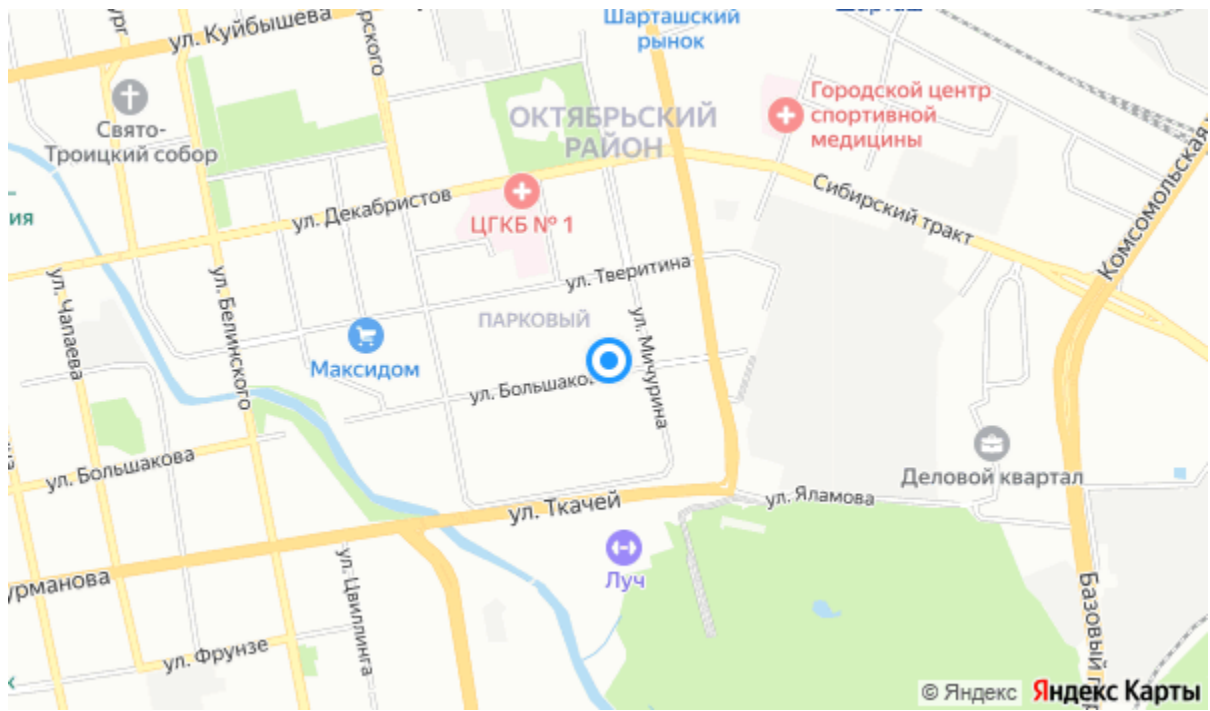 ул. Куйбышева
Шарташский
рынок
Городской центр
спортивной
медицины
Свято-
Троицкий собор
ОКТЯБРЬСКИЙ
РАЙОН
Комсомольская
Сибирский тракт
ул. Декабристов
ЦГКБ № 1
ул. Тверитина
ул. Чапаева
ул. Белинского
ПАРКОВЫЙ
ул. Мичурина
Максидом
ул. Большаков
ул. Большакова
Деловой квартал
ул. Ткачей
ул. Яламова
Луч
ул. Цвиллинга
ул. Фрунзе
Базовый
© Яндекс Яндекс Карты